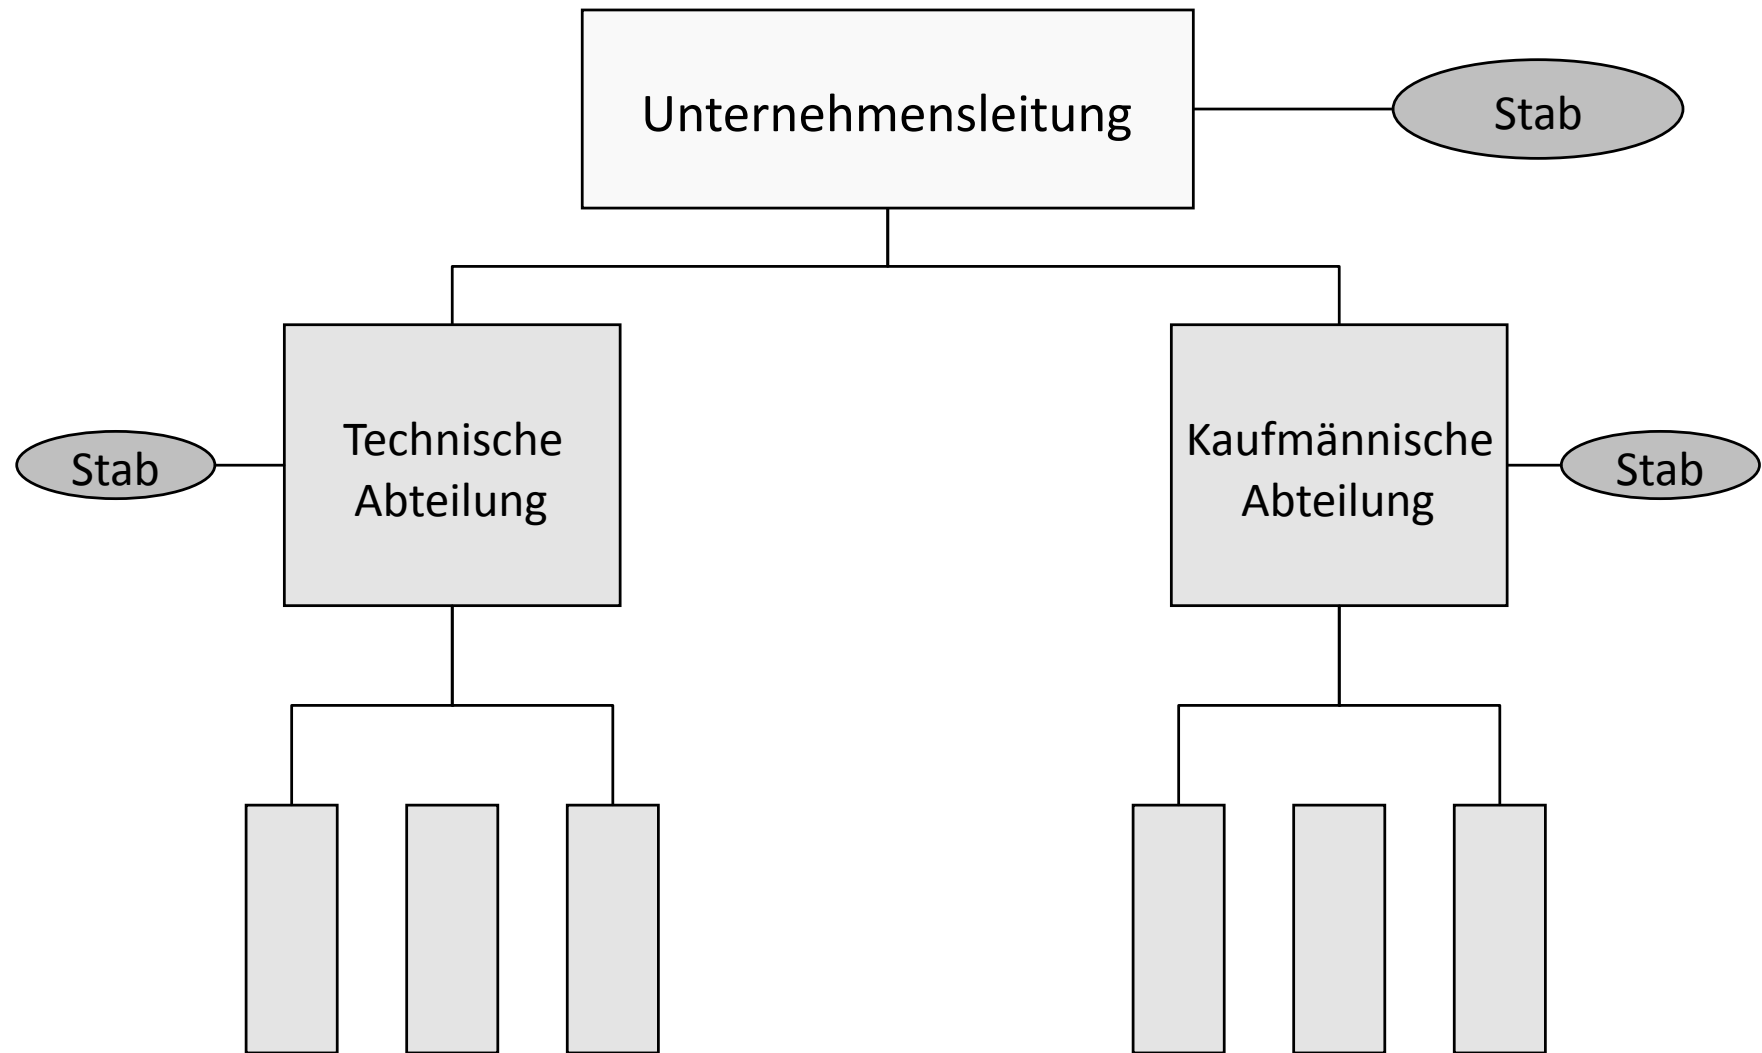 Unternehmensleitung
Stab
Technische
Abteilung
Kaufmännische
Abteilung
Stab
Stab